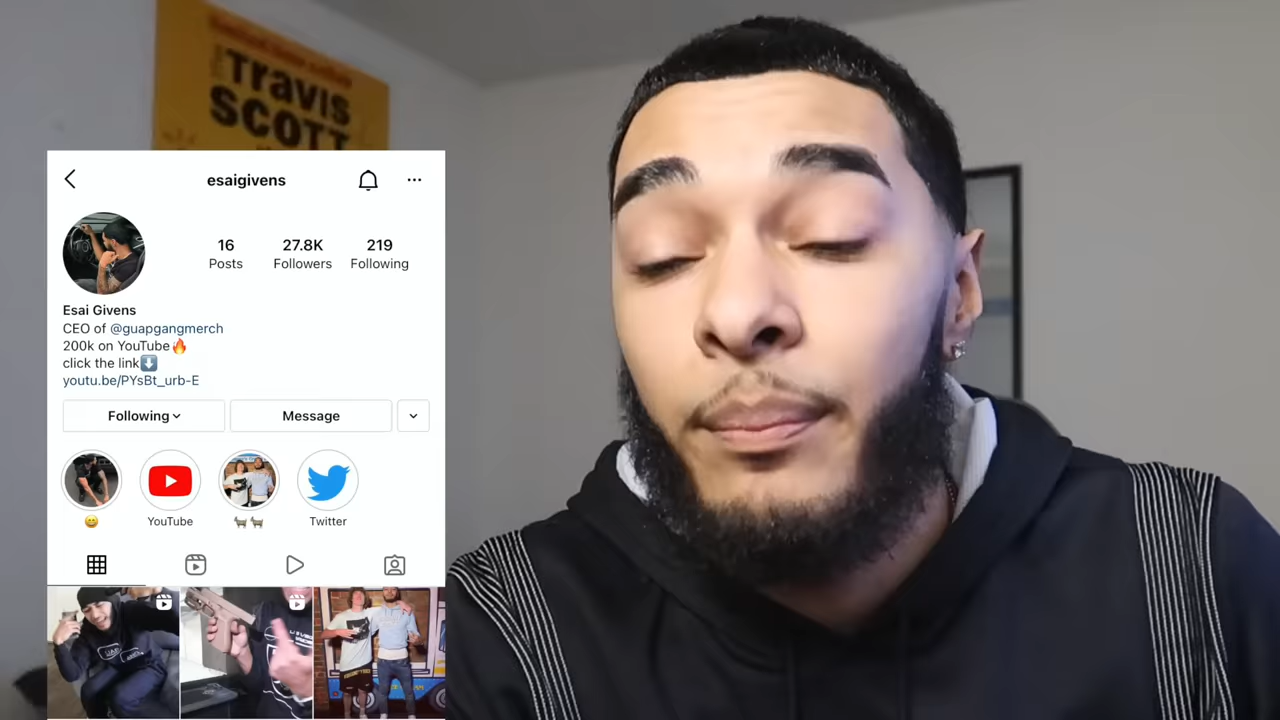 Travis
SCOTT
esaigivens
16
27.8K
219
Posts
Followers
Following
Esai Givens
CEO of @guapgangmerch
200k on YouTube🔥
click the link⬇️
youtu.be/PYsBt_urb-E
Following
Message
YouTube
Twitter